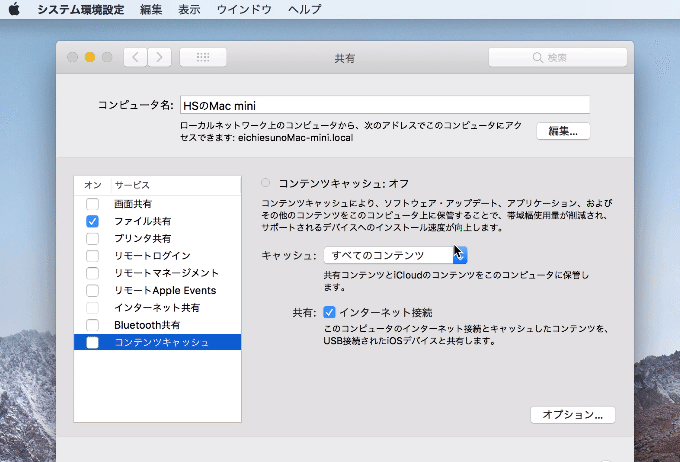 システム環境設定 編集 表示 ウインドウ ヘルプ
共有
検索
コンピュータ名: HSのMac mini
ローカルネットワーク上のコンピュータから、次のアドレスでこのコンピュータにアク
セスできます: eichiesunoMac-mini.local
編集...
オン サービス
画面共有
ファイル共有
プリンタ共有
リモートログイン
リモートマネージメント
リモートApple Events
インターネット共有
Bluetooth共有
コンテンツキャッシュ
コンテンツキャッシュ: オフ
コンテンツキャッシュにより、ソフトウェア・アップデート、アプリケーション、および
その他のコンテンツをこのコンピュータ上に保管することで、帯域幅使用量が削減され、
サポートされるデバイスへのインストール速度が向上します。
キャッシュ: すべてのコンテンツ
共有コンテンツとiCloudのコンテンツをこのコンピュータに保管し
ます。
共有: インターネット接続
このコンピュータのインターネット接続とキャッシュしたコンテンツを、
USB接続されたiOSデバイスと共有します。
オプション...